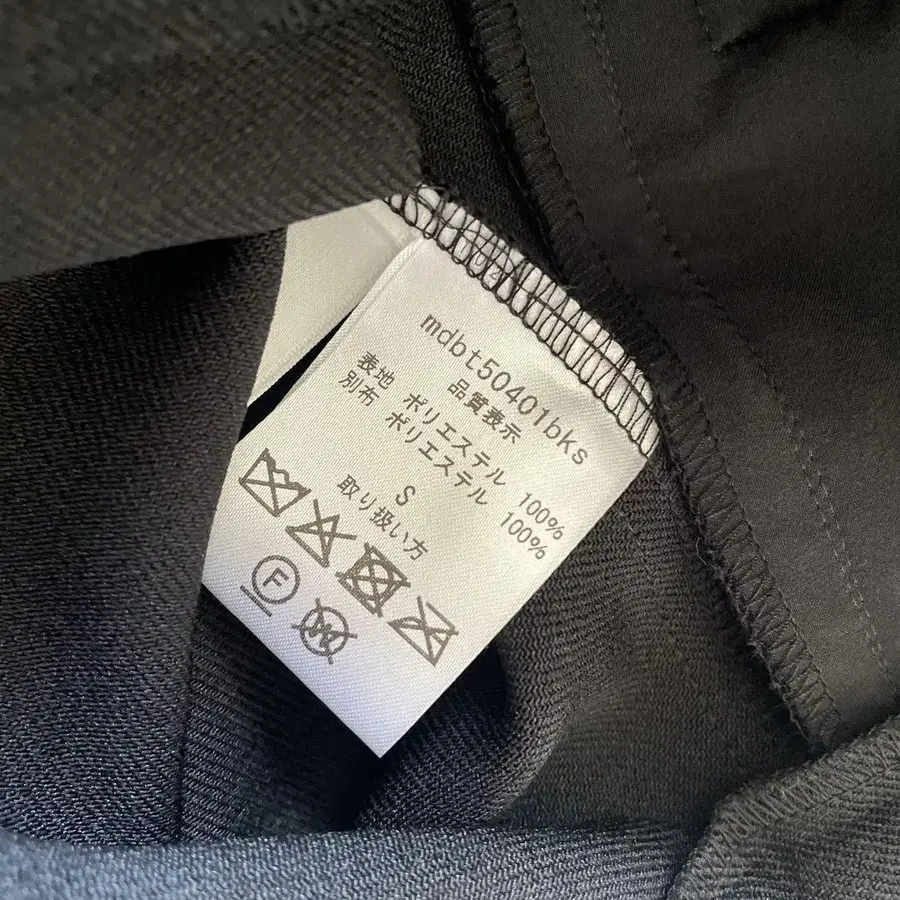 mdbt50401bks
品質表示
表地 ポリエステル 100%
別布 ポリエステル 100%
S
取り扱い方
F
W